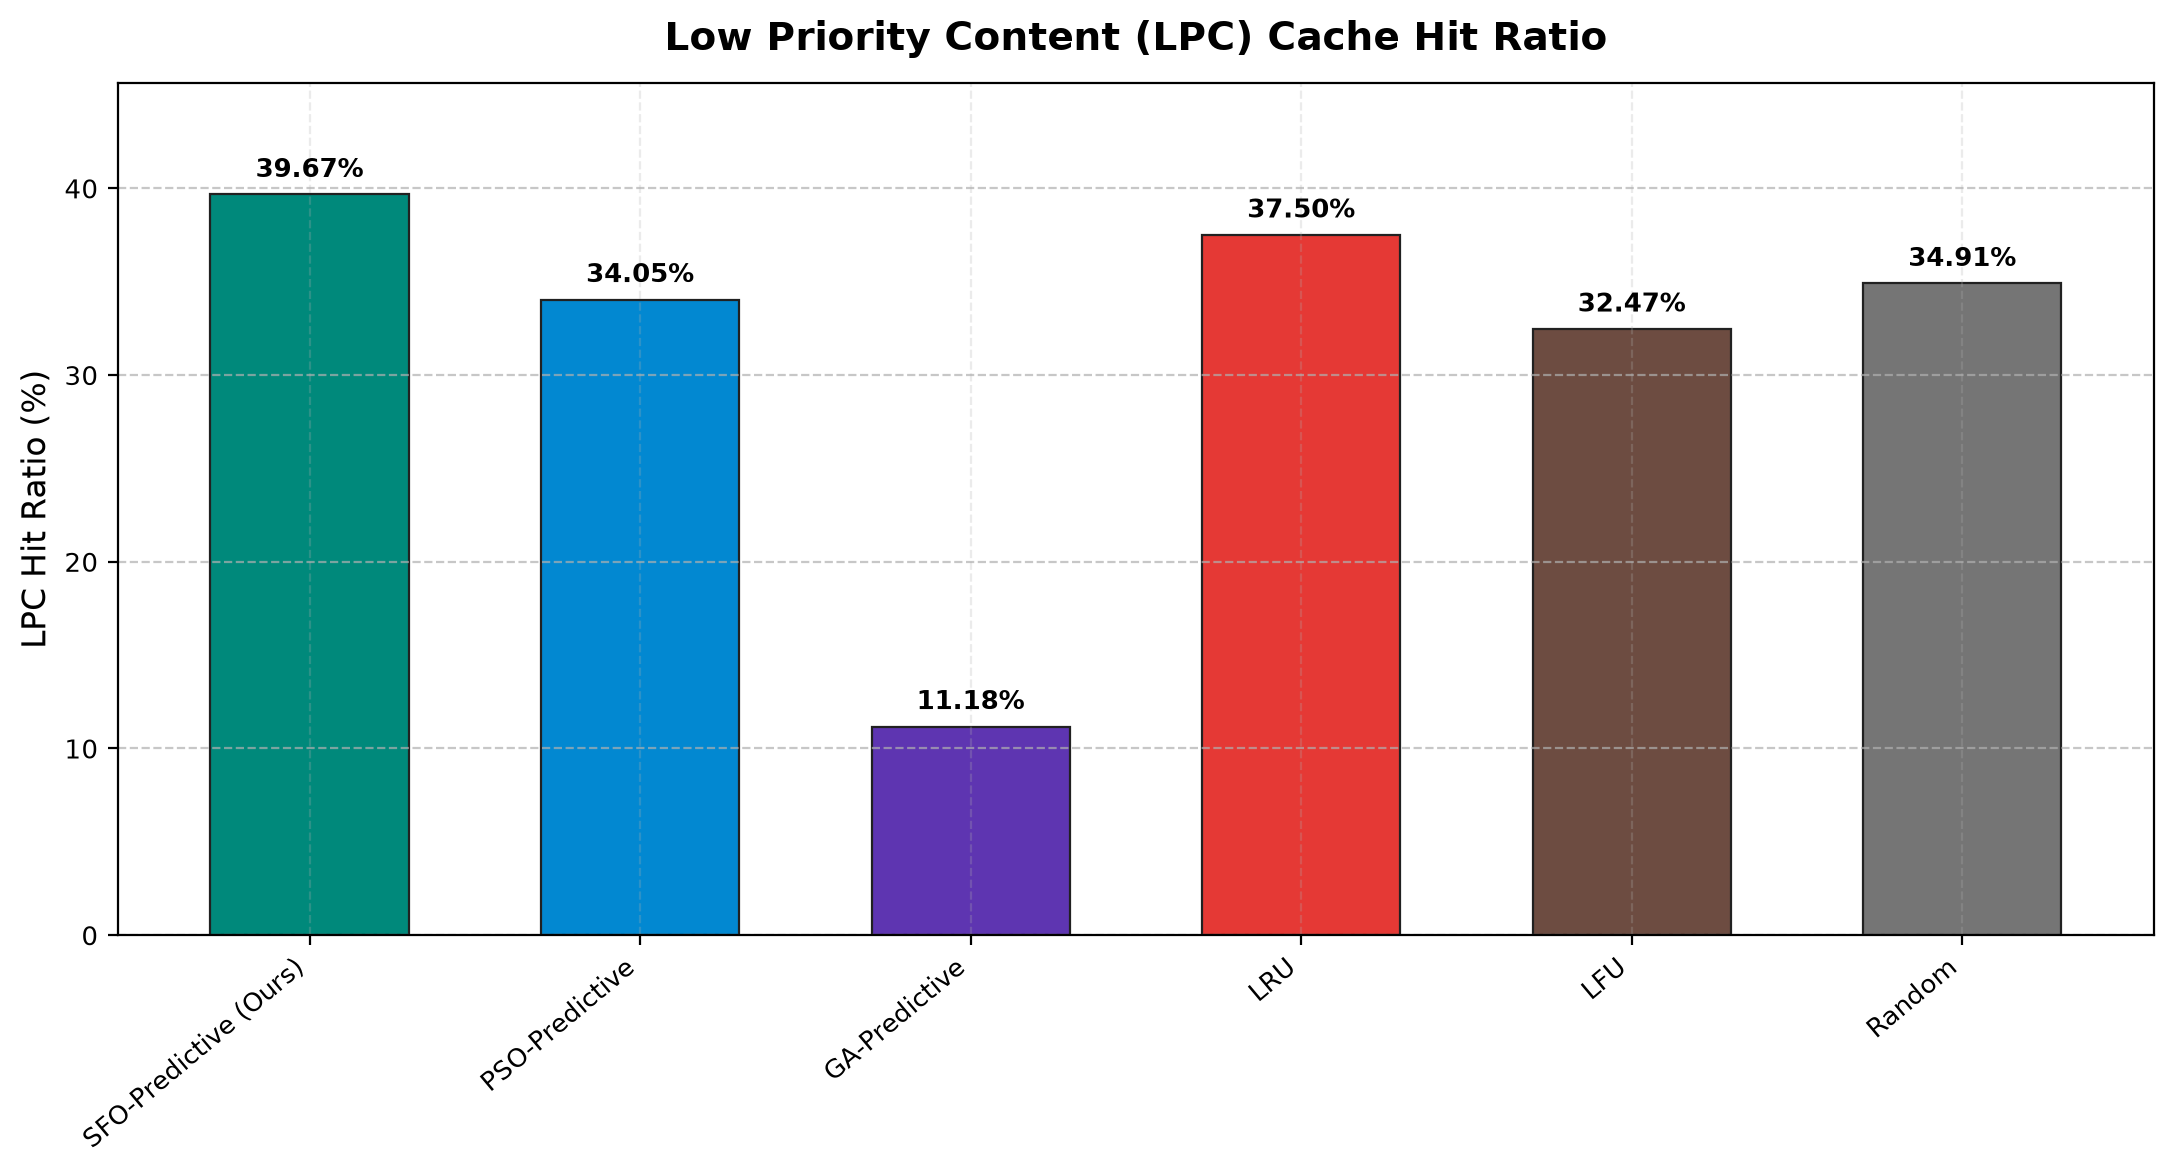 Low Priority Content (LPC) Cache Hit Ratio
LPC Hit Ratio (%)
40
30
20
10
0
39.67%
34.05%
11.18%
37.50%
32.47%
34.91%
SFO-Predictive (Ours)
PSO-Predictive
GA-Predictive
LRU
LFU
Random